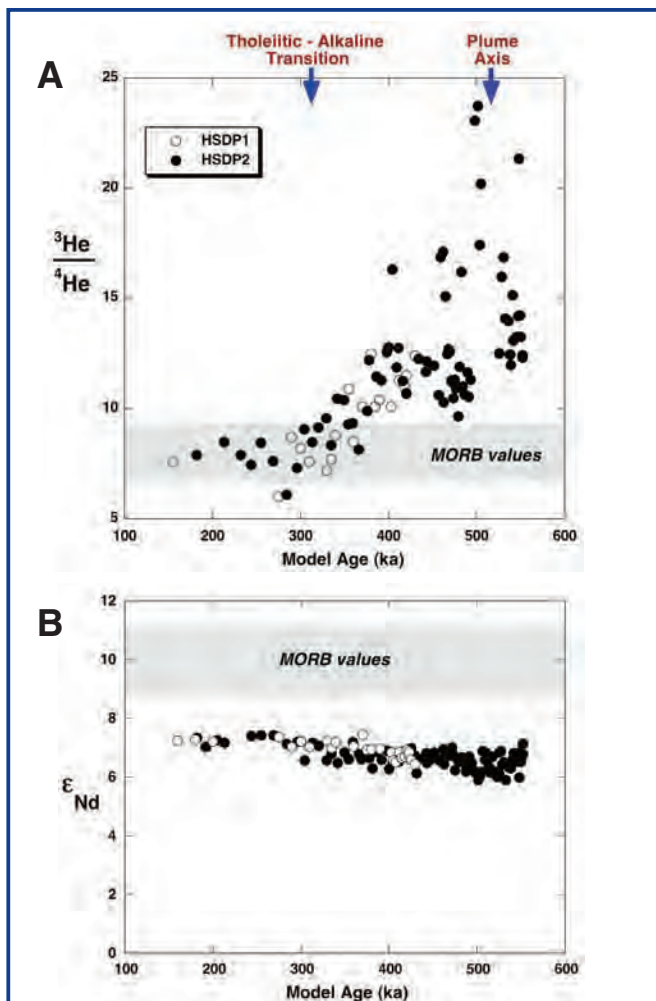 Tholeiitic - Alkaline
Transition
Plume
Axis
A
25
20
15
10
5
HSDP1
HSDP2
3He
4He
MORB values
100 200 300 400 500 600
Model Age (ka)
B
12
10
8
6
4
2
0
MORB values
εNd
100 200 300 400 500 600
Model Age (ka)